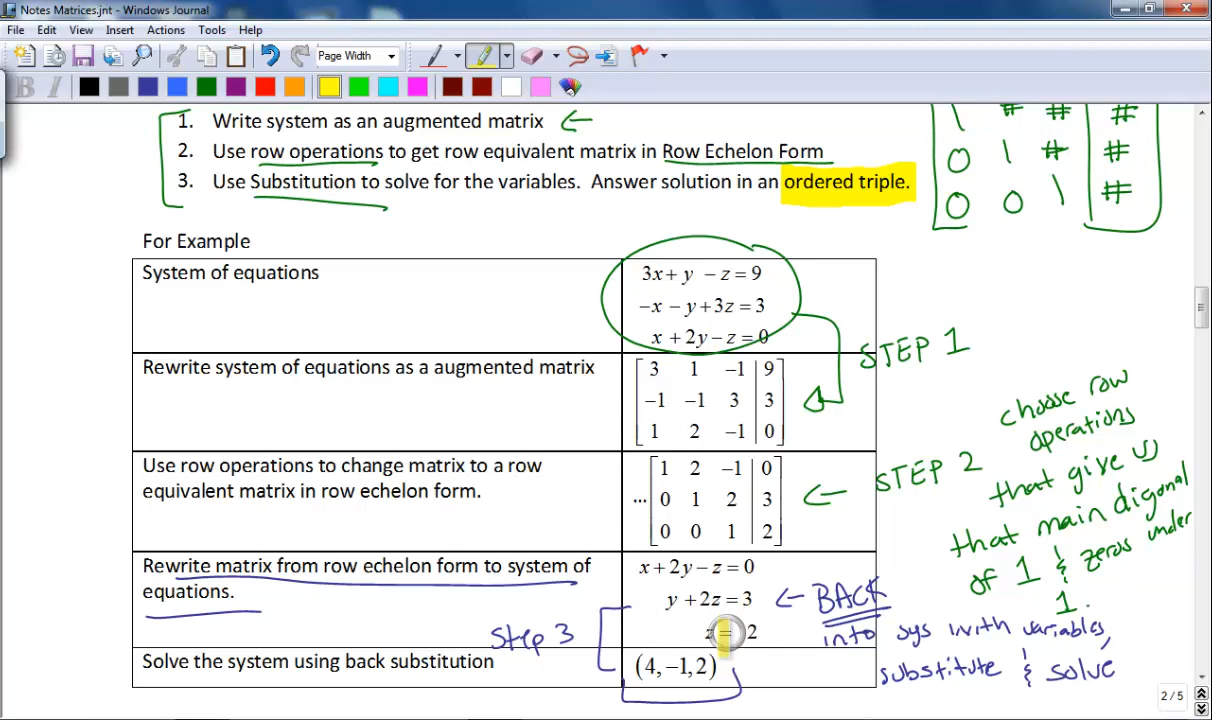 Notes Matrices.jnt - Windows Journal
File Edit View Insert Actions Tools Help
Page Width
B I
1. Write system as an augmented matrix ←
2. Use row operations to get row equivalent matrix in Row Echelon Form
3. Use Substitution to solve for the variables. Answer solution in an ordered triple.
1 # # #
0 1 # #
0 0 1 #
For Example
System of equations
3x + y − z = 9
−x − y + 3z = 3
x + 2y − z = 0
STEP 1
Rewrite system of equations as a augmented matrix
3 1 −1 | 9
−1 −1 3 | 3
1 2 −1 | 0
Use row operations to change matrix to a row
equivalent matrix in row echelon form.
1 2 −1 | 0
... 0 1 2 | 3
0 0 1 | 2
← STEP 2
choose row
operations
that give us
that main digonal
of 1 & zeros under
1.
Rewrite matrix from row echelon form to system of
equations.
x + 2y − z = 0
y + 2z = 3
z = 2
← BACK
into sys with variables,
substitute & solve
Step 3
Solve the system using back substitution
(4, −1, 2)
2 / 5